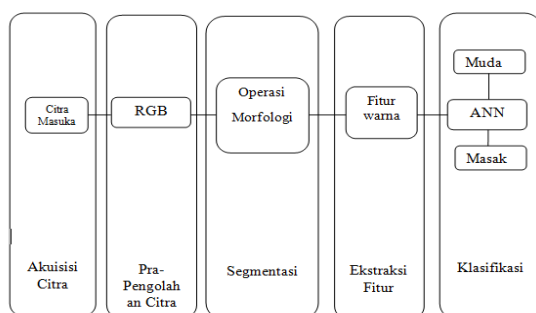 Citra
Masuka
Akuisisi
Citra
RGB
Pra-
Pengolah
an Citra
Operasi
Morfologi
Segmentasi
Fitur
warna
Ekstraksi
Fitur
Muda
ANN
Masak
Klasifikasi